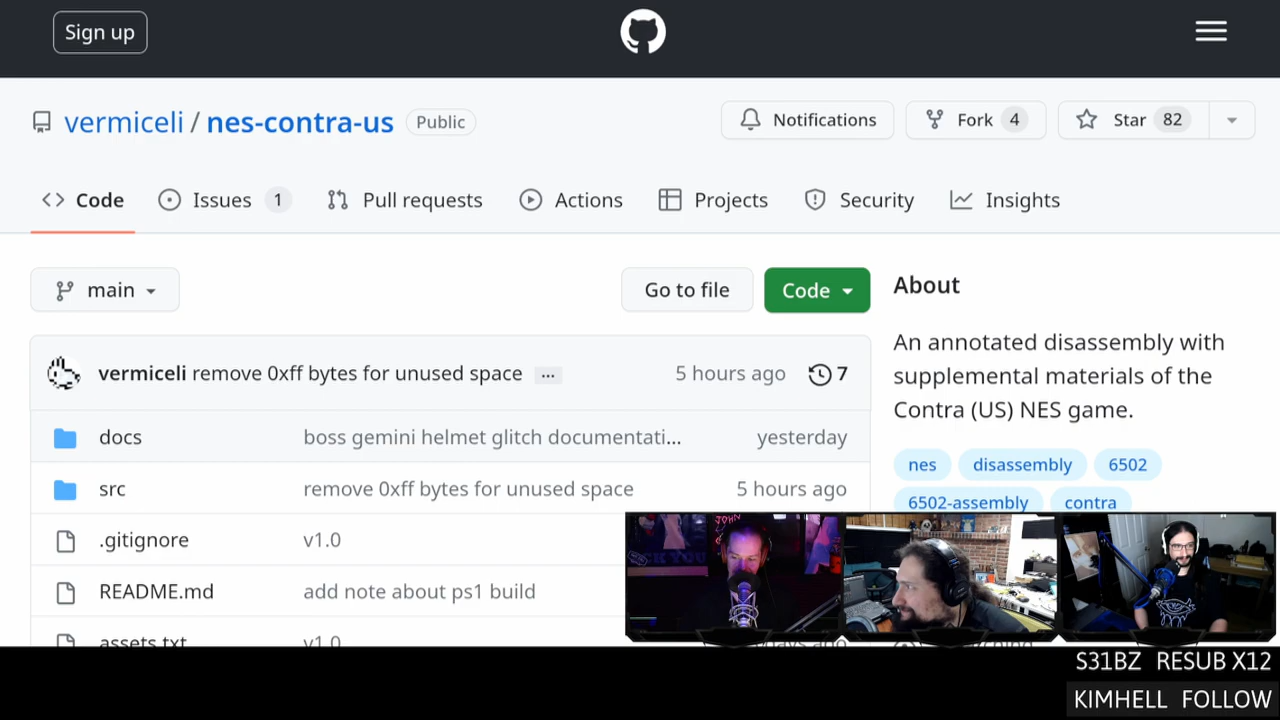 Sign up
vermiceli / nes-contra-us Public
Notifications Fork 4 Star 82
Code Issues 1 Pull requests Actions Projects Security Insights
main Go to file Code
About
An annotated disassembly with
supplemental materials of the
Contra (US) NES game.
nes disassembly 6502
6502-assembly contra
vermiceli remove 0xff bytes for unused space ... 5 hours ago 7
docs boss gemini helmet glitch documentati... yesterday
src remove 0xff bytes for unused space 5 hours ago
.gitignore v1.0
README.md add note about ps1 build
assets.txt v1.0
JOHN
S31BZ RESUB X12
KIMHELL FOLLOW